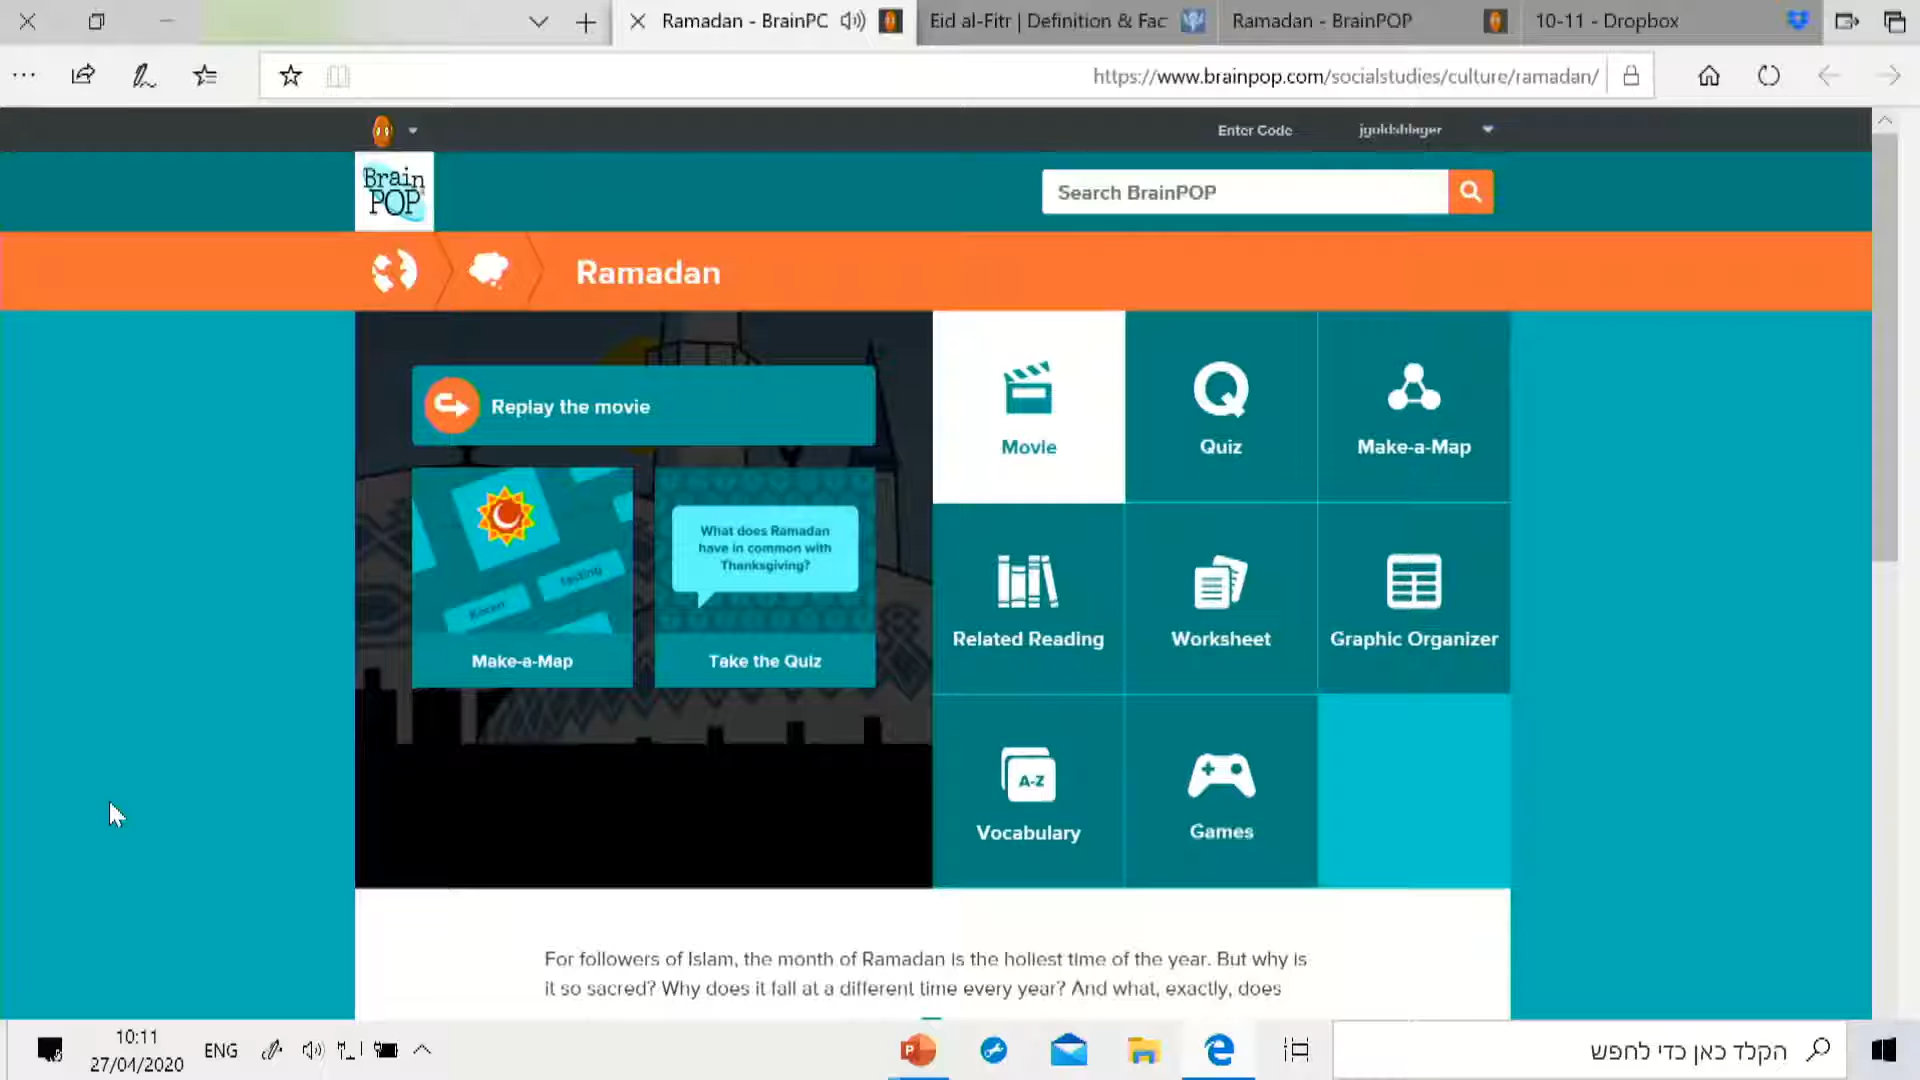 Ramadan - BrainPC
Eid al-Fitr | Definition & Fac
Ramadan - BrainPOP
10-11 - Dropbox
https://www.brainpop.com/socialstudies/culture/ramadan/
Enter Code
jgoldshlager
Brain
POP
Search BrainPOP
Ramadan
Replay the movie
What does Ramadan
have in common with
Thanksgiving?
Koran
fasting
Make-a-Map
Take the Quiz
Movie
Quiz
Make-a-Map
Related Reading
Worksheet
Graphic Organizer
A-Z
Vocabulary
Games
For followers of Islam, the month of Ramadan is the holiest time of the year. But why is
it so sacred? Why does it fall at a different time every year? And what, exactly, does
10:11
27/04/2020
ENG
הקלד כאן כדי לחפש